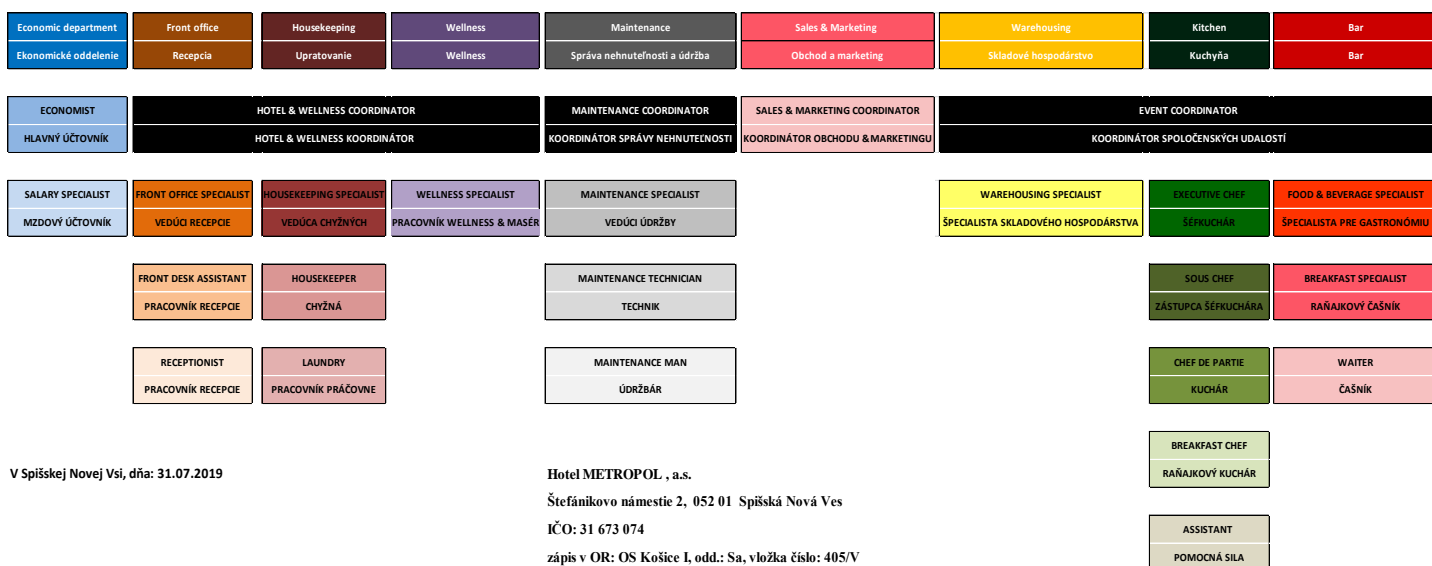 Economic department
Front office
Housekeeping
Wellness
Maintenance
Sales & Marketing
Warehousing
Kitchen
Bar
Ekonomické oddelenie
Recepcia
Upratovanie
Wellness
Správa nehnuteľnosti a údržba
Obchod a marketing
Skladové hospodárstvo
Kuchyňa
Bar
ECONOMIST
HOTEL & WELLNESS COORDINATOR
MAINTENANCE COORDINATOR
SALES & MARKETING COORDINATOR
EVENT COORDINATOR
HLAVNÝ ÚČTOVNÍK
HOTEL & WELLNESS KOORDINÁTOR
KOORDINÁTOR SPRÁVY NEHNUTEĽNOSTI
KOORDINÁTOR OBCHODU &MARKETINGU
KOORDINÁTOR SPOLOČENSKÝCH UDALOSTÍ
SALARY SPECIALIST
FRONT OFFICE SPECIALIST
HOUSEKEEPING SPECIALIST
WELLNESS SPECIALIST
MAINTENANCE SPECIALIST
WAREHOUSING SPECIALIST
EXECUTIVE CHEF
FOOD & BEVERAGE SPECIALIST
MZDOVÝ ÚČTOVNÍK
VEDÚCI RECEPCIE
VEDÚCA CHYŽNÝCH
PRACOVNÍK WELLNESS & MASÉR
VEDÚCI ÚDRŽBY
ŠPECIALISTA SKLADOVÉHO HOSPODÁRSTVA
ŠÉFKUCHÁR
ŠPECIALISTA PRE GASTRONÓMIU
FRONT DESK ASSISTANT
HOUSEKEEPER
MAINTENANCE TECHNICIAN
SOUS CHEF
BREAKFAST SPECIALIST
PRACOVNÍK RECEPCIE
CHYŽNÁ
TECHNIK
ZÁSTUPCA ŠÉFKUCHÁRA
RAŇAJKOVÝ ČAŠNÍK
RECEPTIONIST
LAUNDRY
MAINTENANCE MAN
CHEF DE PARTIE
WAITER
PRACOVNÍK RECEPCIE
PRACOVNÍK PRÁČOVNE
ÚDRŽBÁR
KUCHÁR
ČAŠNÍK
BREAKFAST CHEF
RAŇAJKOVÝ KUCHÁR
V Spišskej Novej Vsi, dňa: 31.07.2019
Hotel METROPOL , a.s.
Štefánikovo námestie 2, 052 01 Spišská Nová Ves
IČO: 31 673 074
zápis v OR: OS Košice I, odd.: Sa, vložka číslo: 405/V
ASSISTANT
POMOCNÁ SILA